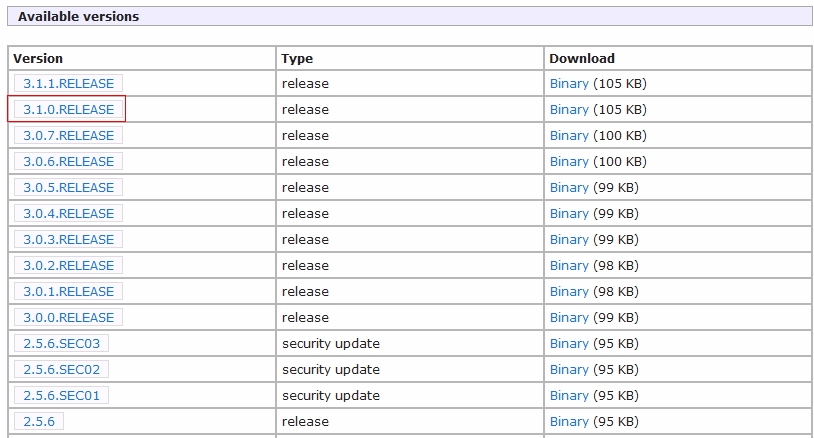 Available versions
Version Type Download
3.1.1.RELEASE release Binary (105 KB)
3.1.0.RELEASE release Binary (105 KB)
3.0.7.RELEASE release Binary (100 KB)
3.0.6.RELEASE release Binary (100 KB)
3.0.5.RELEASE release Binary (99 KB)
3.0.4.RELEASE release Binary (99 KB)
3.0.3.RELEASE release Binary (99 KB)
3.0.2.RELEASE release Binary (98 KB)
3.0.1.RELEASE release Binary (98 KB)
3.0.0.RELEASE release Binary (99 KB)
2.5.6.SEC03 security update Binary (95 KB)
2.5.6.SEC02 security update Binary (95 KB)
2.5.6.SEC01 security update Binary (95 KB)
2.5.6 release Binary (95 KB)